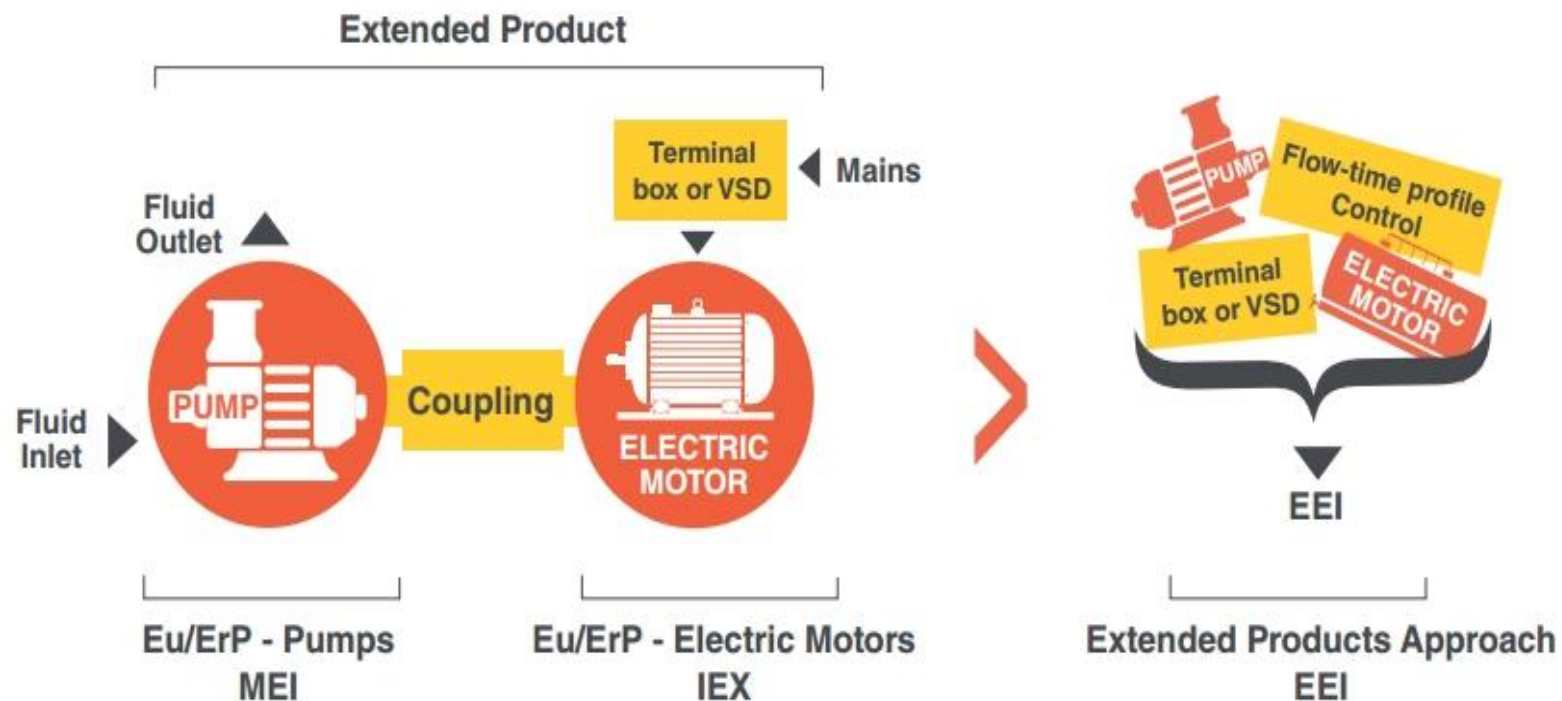 Extended Product
Terminal
box or VSD
Mains
Fluid
Outlet
Fluid
Inlet
PUMP
Coupling
ELECTRIC
MOTOR
PUMP
Flow-time profile
Control
Terminal
box or VSD
ELECTRIC
MOTOR
EEI
Eu/ErP - Pumps
MEI
Eu/ErP - Electric Motors
IEX
Extended Products Approach
EEI